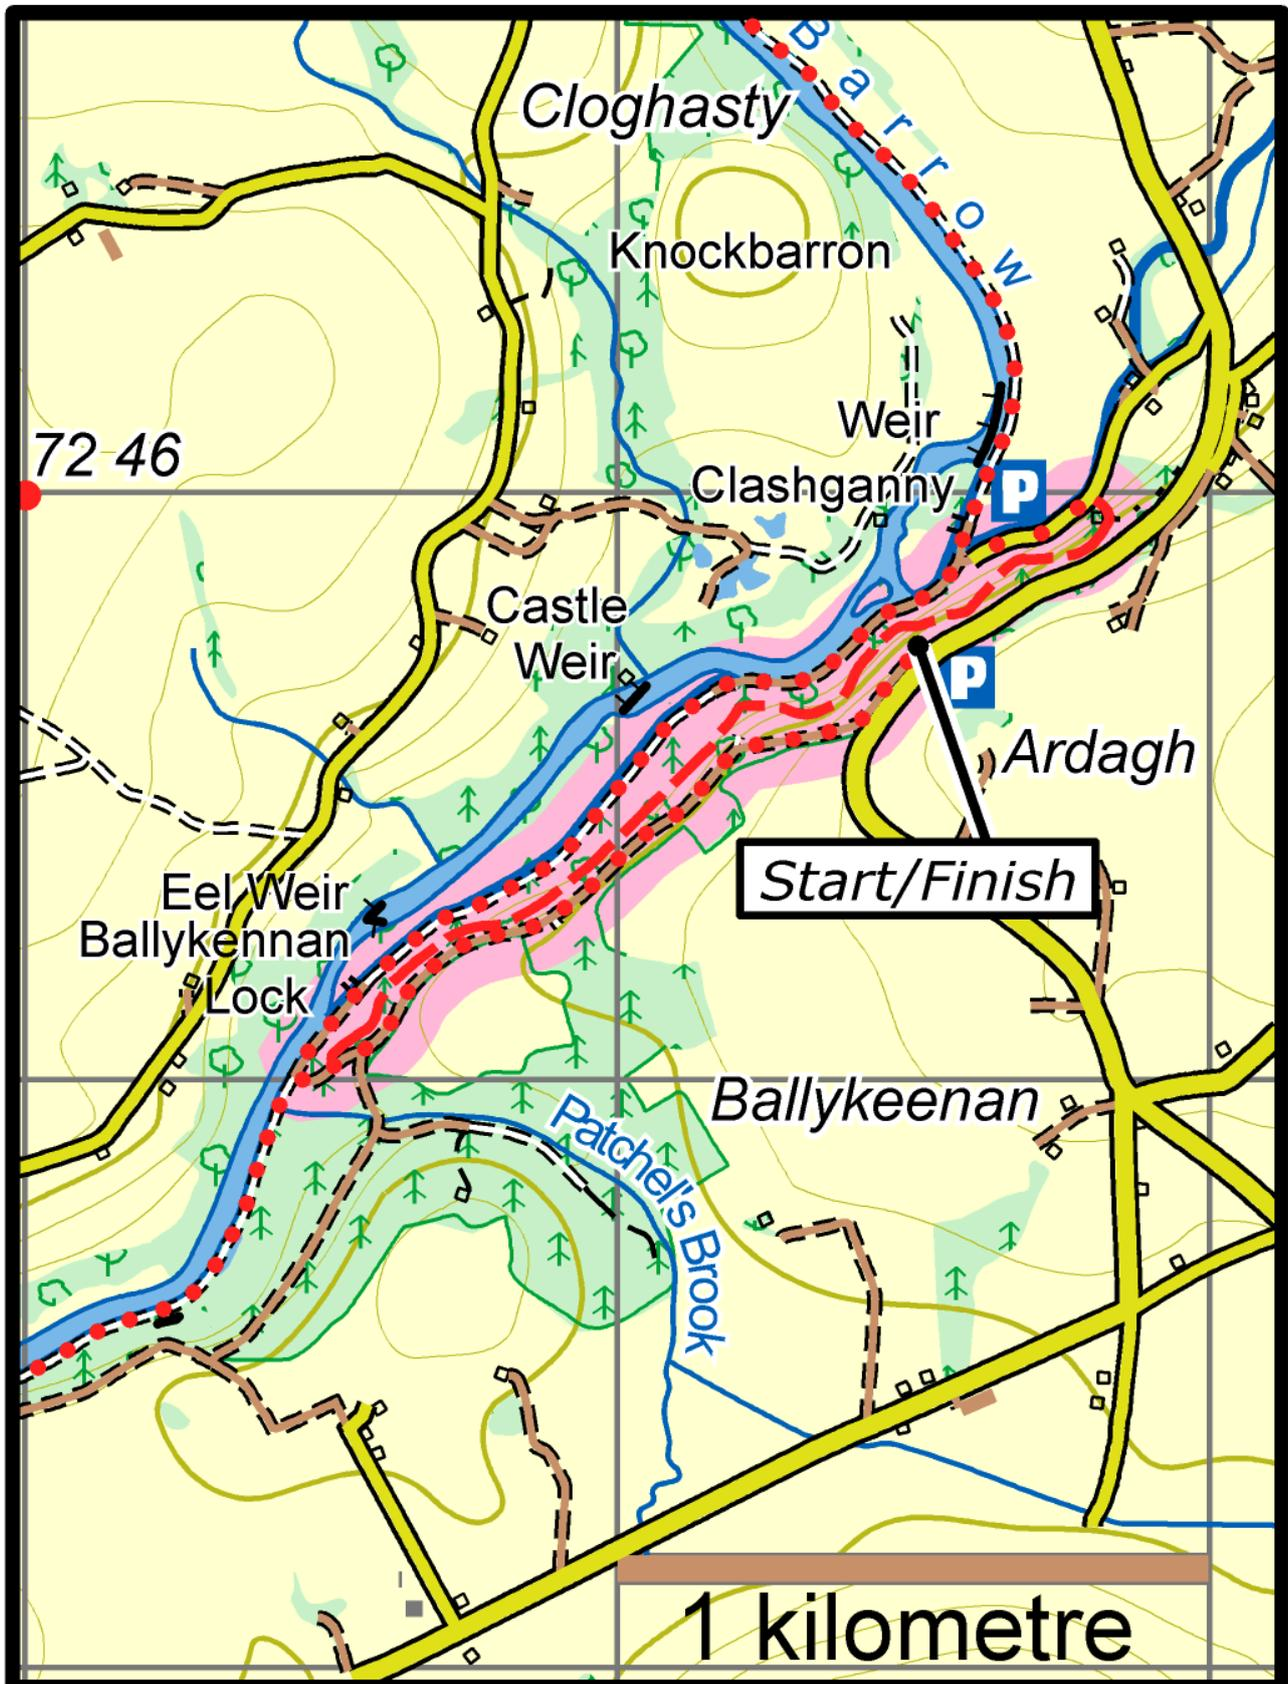 Barrow
Cloghasty
Knockbarron
Weir
72 46
Clashganny
P
Castle
Weir
P
Ardagh
Start/Finish
Eel Weir
Ballykennan
Lock
Ballykeenan
Patchel's Brook
1 kilometre